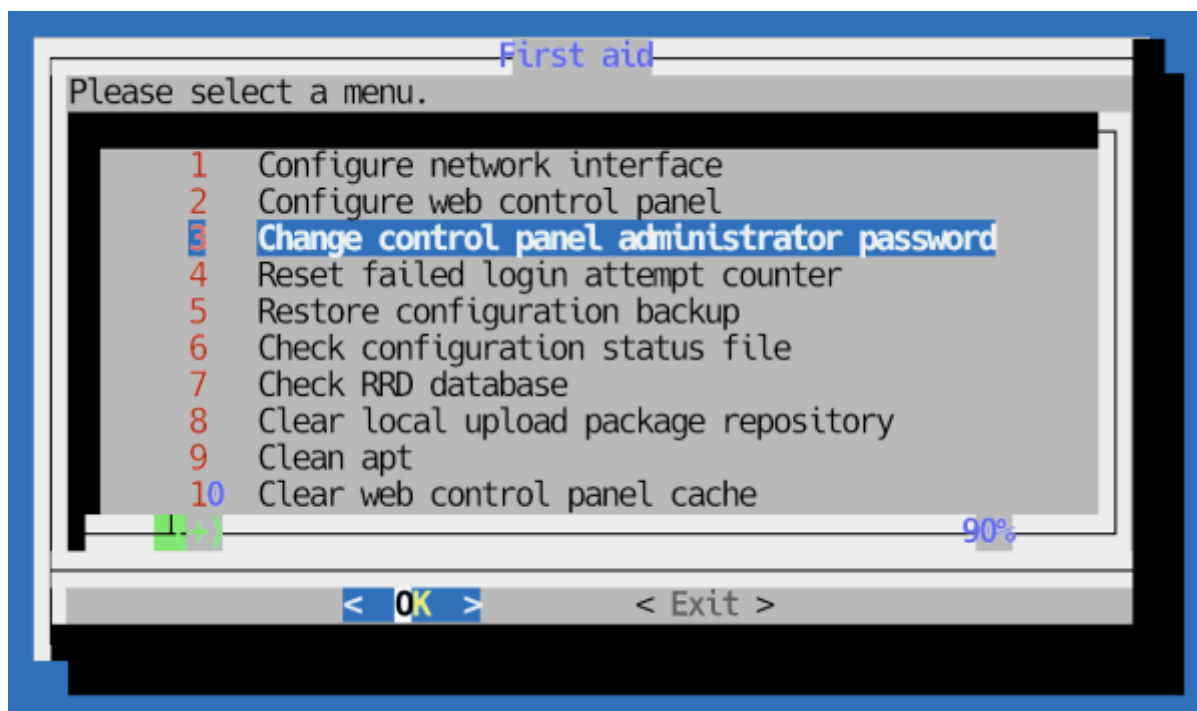 First aid
Please select a menu.
1 Configure network interface
2 Configure web control panel
3 Change control panel administrator password
4 Reset failed login attempt counter
5 Restore configuration backup
6 Check configuration status file
7 Check RRD database
8 Clear local upload package repository
9 Clean apt
10 Clear web control panel cache
(+) 90%
< OK > < Exit >